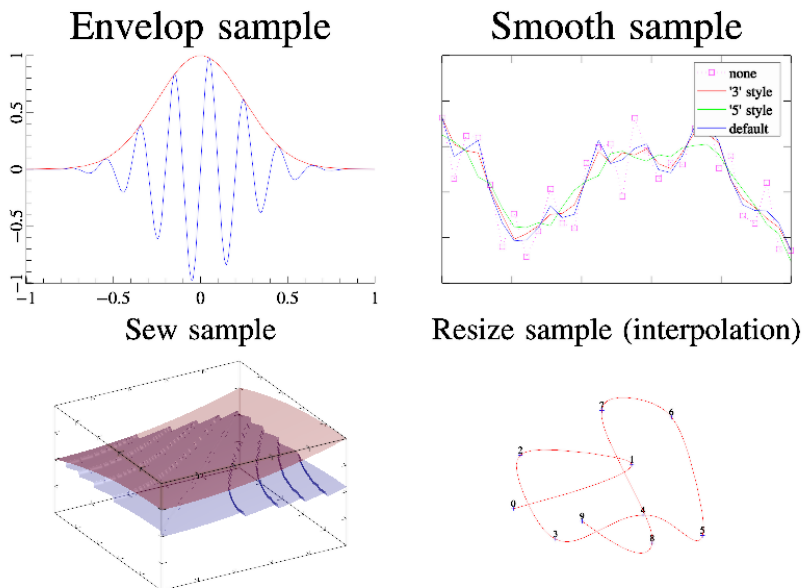 Envelop sample
Smooth sample
1
0.5
0
−0.5
−1
−1
−0.5
0
0.5
1
none
'3' style
'5' style
default
Sew sample
Resize sample (interpolation)
7
6
2
1
0
9
4
3
8
5